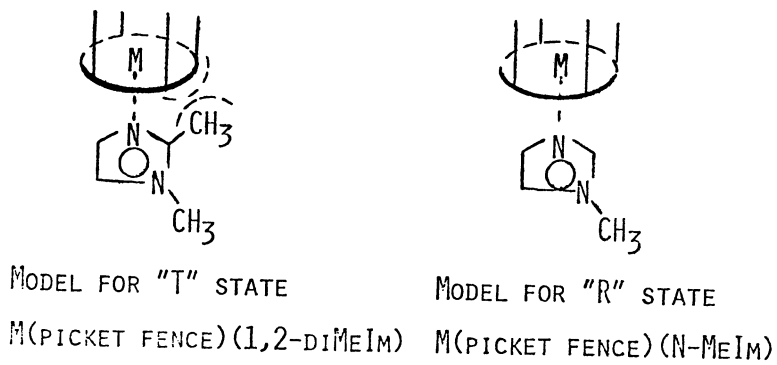 M
M
N
CH3
N
CH3
N
N
CH3
MODEL FOR "T" STATE
MODEL FOR "R" STATE
M(PICKET FENCE)(1,2-DIMEIM)
M(PICKET FENCE)(N-MEIM)